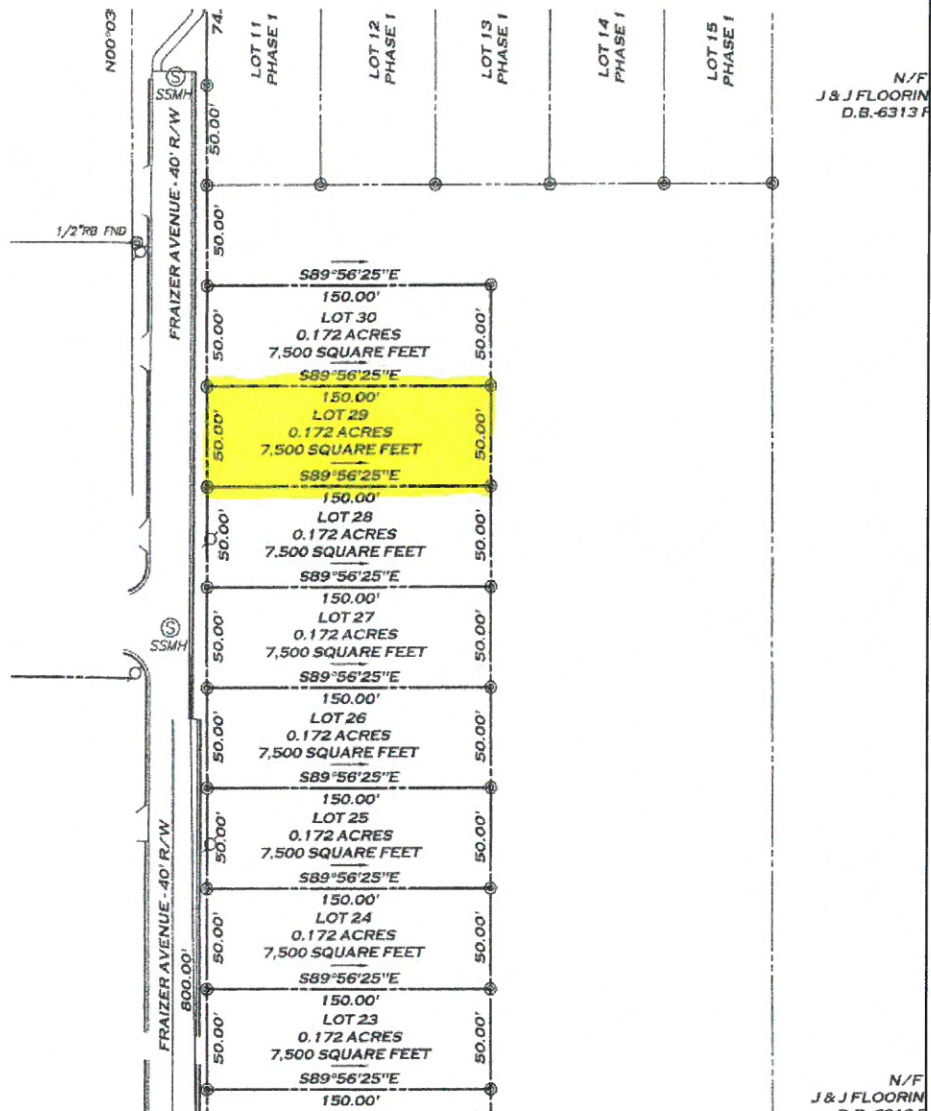 N00°03'
SSMH
74.
LOT 11
PHASE 1
LOT 12
PHASE 1
LOT 13
PHASE 1
LOT 14
PHASE 1
LOT 15
PHASE 1
N/F
J & J FLOORIN
D.B.-6313
50.00'
FRAIZER AVENUE - 40' R/W
1/2"RB FND
50.00'
S89°56'25"E
150.00'
LOT 30
0.172 ACRES
7,500 SQUARE FEET
50.00'
50.00'
S89°56'25"E
150.00'
LOT 29
0.172 ACRES
7,500 SQUARE FEET
50.00'
50.00'
S89°56'25"E
150.00'
LOT 28
0.172 ACRES
7,500 SQUARE FEET
50.00'
50.00'
S89°56'25"E
150.00'
LOT 27
0.172 ACRES
7,500 SQUARE FEET
50.00'
50.00'
S
SSMH
S89°56'25"E
150.00'
LOT 26
0.172 ACRES
7,500 SQUARE FEET
50.00'
50.00'
S89°56'25"E
150.00'
LOT 25
0.172 ACRES
7,500 SQUARE FEET
50.00'
50.00'
S89°56'25"E
150.00'
LOT 24
0.172 ACRES
7,500 SQUARE FEET
50.00'
50.00'
FRAIZER AVENUE - 40' R/W
800.00'
S89°56'25"E
150.00'
LOT 23
0.172 ACRES
7,500 SQUARE FEET
50.00'
50.00'
S89°56'25"E
150.00'
N/F
J & J FLOORIN